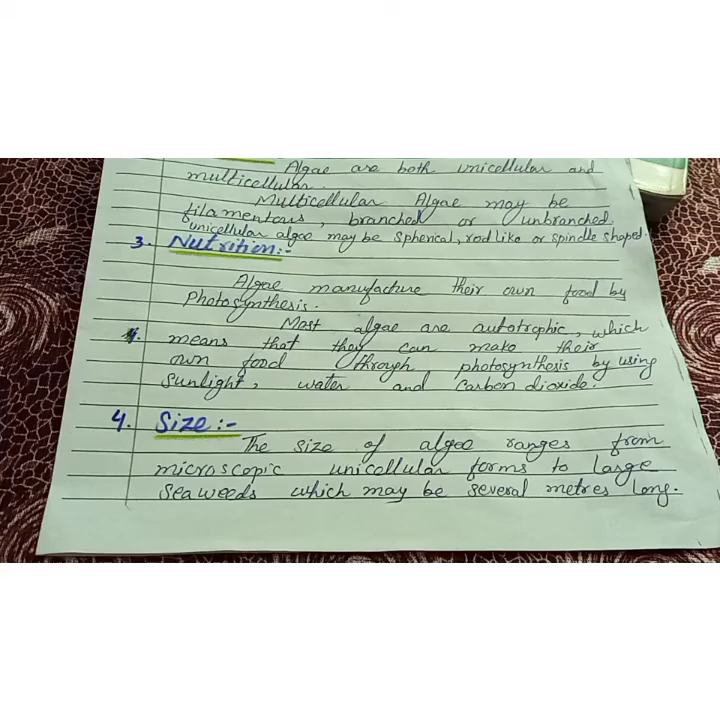 Algae are both unicellular and
multicellular.
Multicellular Algae may be
filamentous, branched or unbranched.
unicellular algae may be spherical, rod like or spindle shaped.
3. Nutrition:-
Algae manufacture their own food by
Photosynthesis.
Most algae are autotrophic, which
means that they can make their
own food through photosynthesis by using
sunlight, water and carbon dioxide.
4. Size:-
The size of algae ranges from
microscopic unicellular forms to large
seaweeds which may be several metres long.